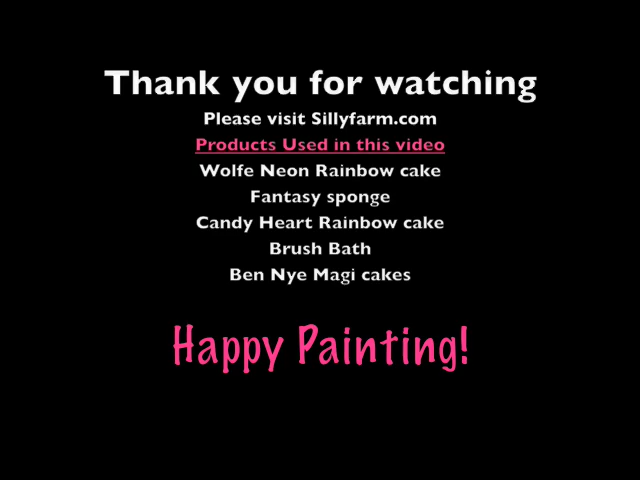 Thank you for watching
Please visit Sillyfarm.com
Products Used in this video
Wolfe Neon Rainbow cake
Fantasy sponge
Candy Heart Rainbow cake
Brush Bath
Ben Nye Magi cakes
Happy Painting!